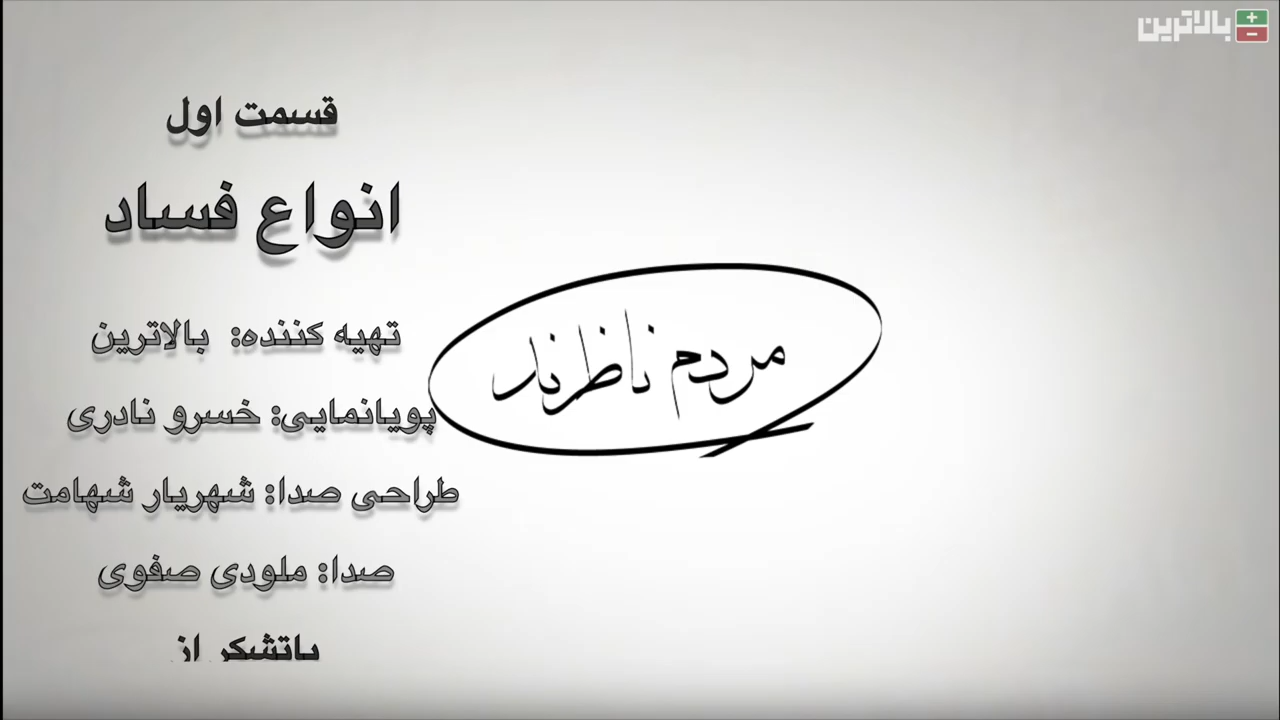 بالاترین
قسمت اول
انواع فساد
تهیه کننده: بالاترین
پویانمایی: خسرو نادری
طراحی صدا: شهریار شهامت
صدا: ملودی صفوی
باتشکر از
مردم ناظرند